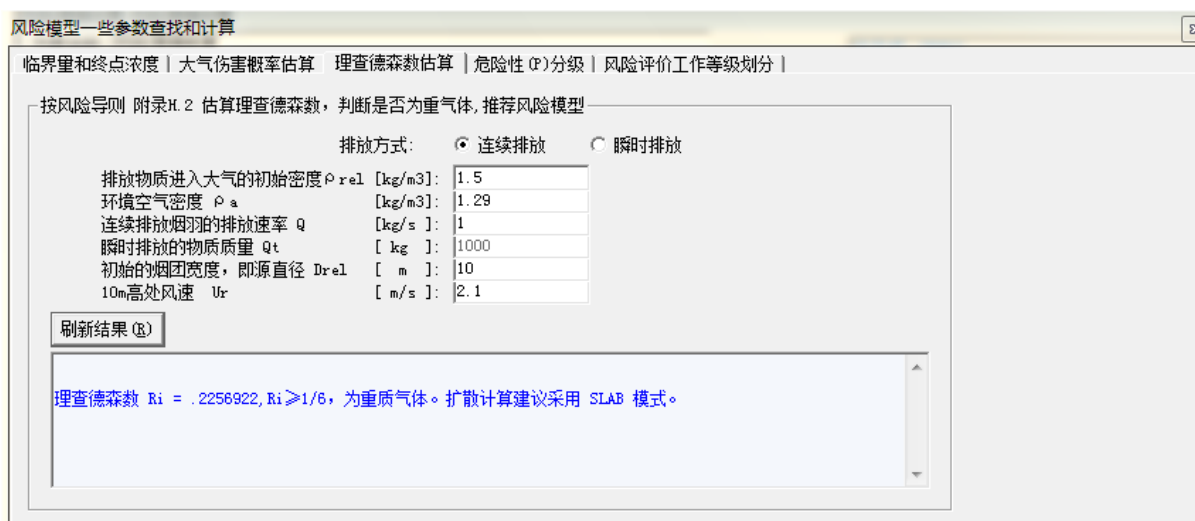 风险模型一些参数查找和计算
临界量和终点浓度 | 大气伤害概率估算 | 理查德森数估算 | 危险性(P)分级 | 风险评价工作等级划分 |
按风险导则 附录H.2 估算理查德森数，判断是否为重气体,推荐风险模型
排放方式: 连续排放 瞬时排放
排放物质进入大气的初始密度ρrel [kg/m3]: 1.5
环境空气密度 ρa [kg/m3]: 1.29
连续排放烟羽的排放速率 Q [kg/s ]: 1
瞬时排放的物质质量 Qt [ kg ]: 1000
初始的烟团宽度，即源直径 Drel [ m ]: 10
10m高处风速 Ur [ m/s ]: 2.1
刷新结果(R)
理查德森数 Ri = .2256922,Ri≥1/6，为重质气体。扩散计算建议采用 SLAB 模式。